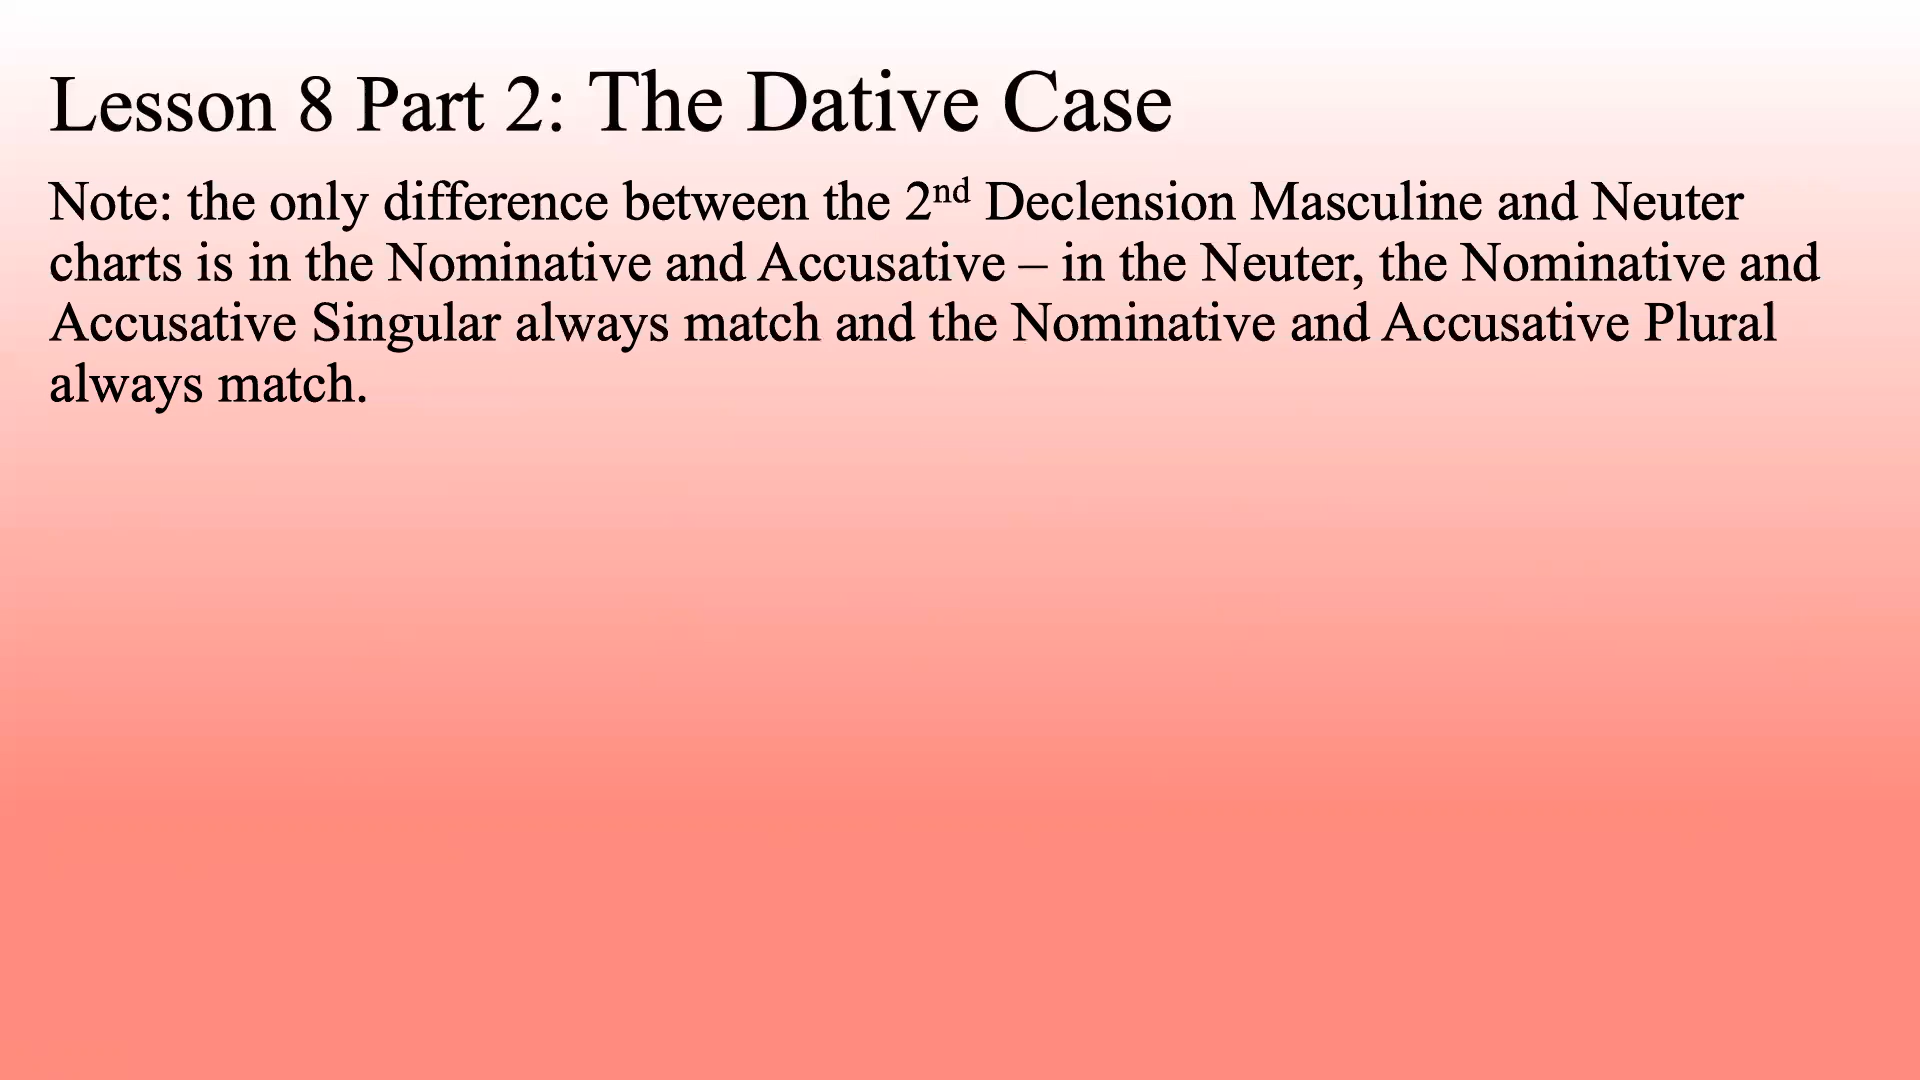 Lesson 8 Part 2: The Dative Case
Note: the only difference between the 2nd Declension Masculine and Neuter
charts is in the Nominative and Accusative – in the Neuter, the Nominative and
Accusative Singular always match and the Nominative and Accusative Plural
always match.